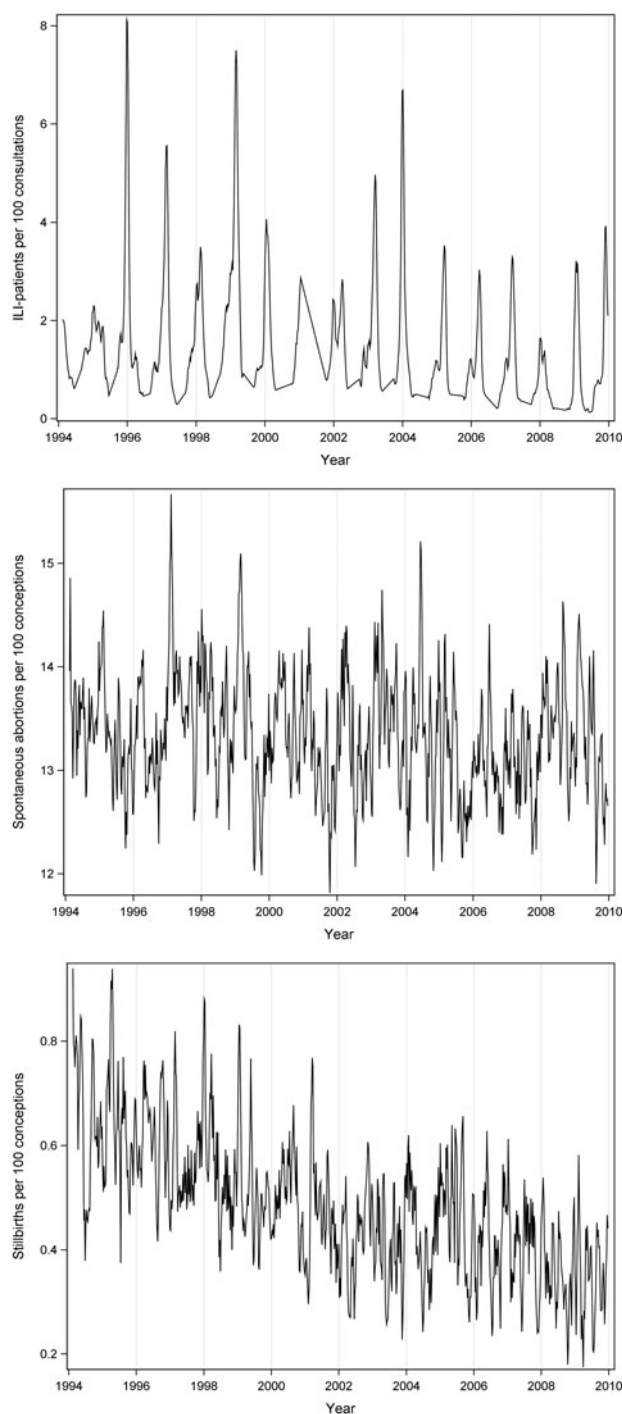 ILI-patients per 100 consultations
8
6
4
2
0
1994 1996 1998 2000 2002 2004 2006 2008 2010
Year
Spontaneous abortions per 100 conceptions
15
14
13
12
1994 1996 1998 2000 2002 2004 2006 2008 2010
Year
Stillbirths per 100 conceptions
0.8
0.6
0.4
0.2
1994 1996 1998 2000 2002 2004 2006 2008 2010
Year